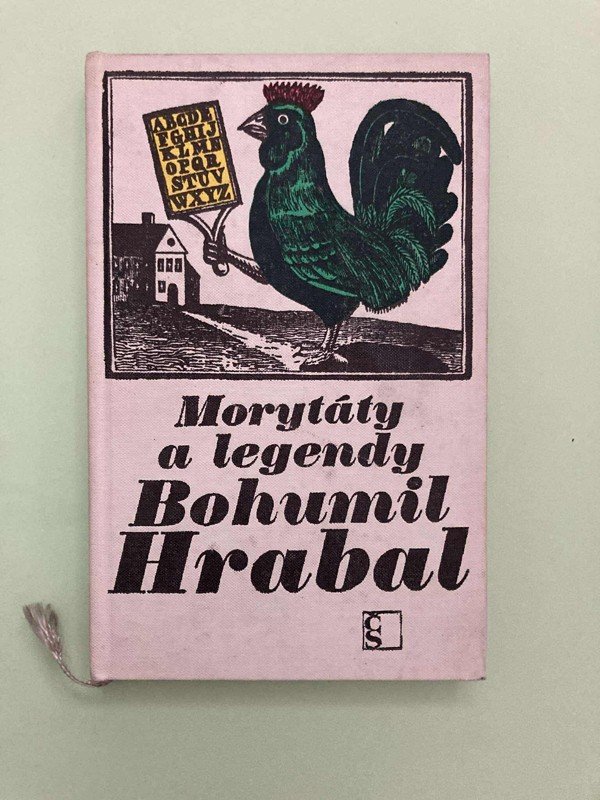 ABCDE
FGHIJ
KLMN
OPQR
STUV
WXYZ
Morytáty
a legendy
Bohumil
Hrabal
ČS